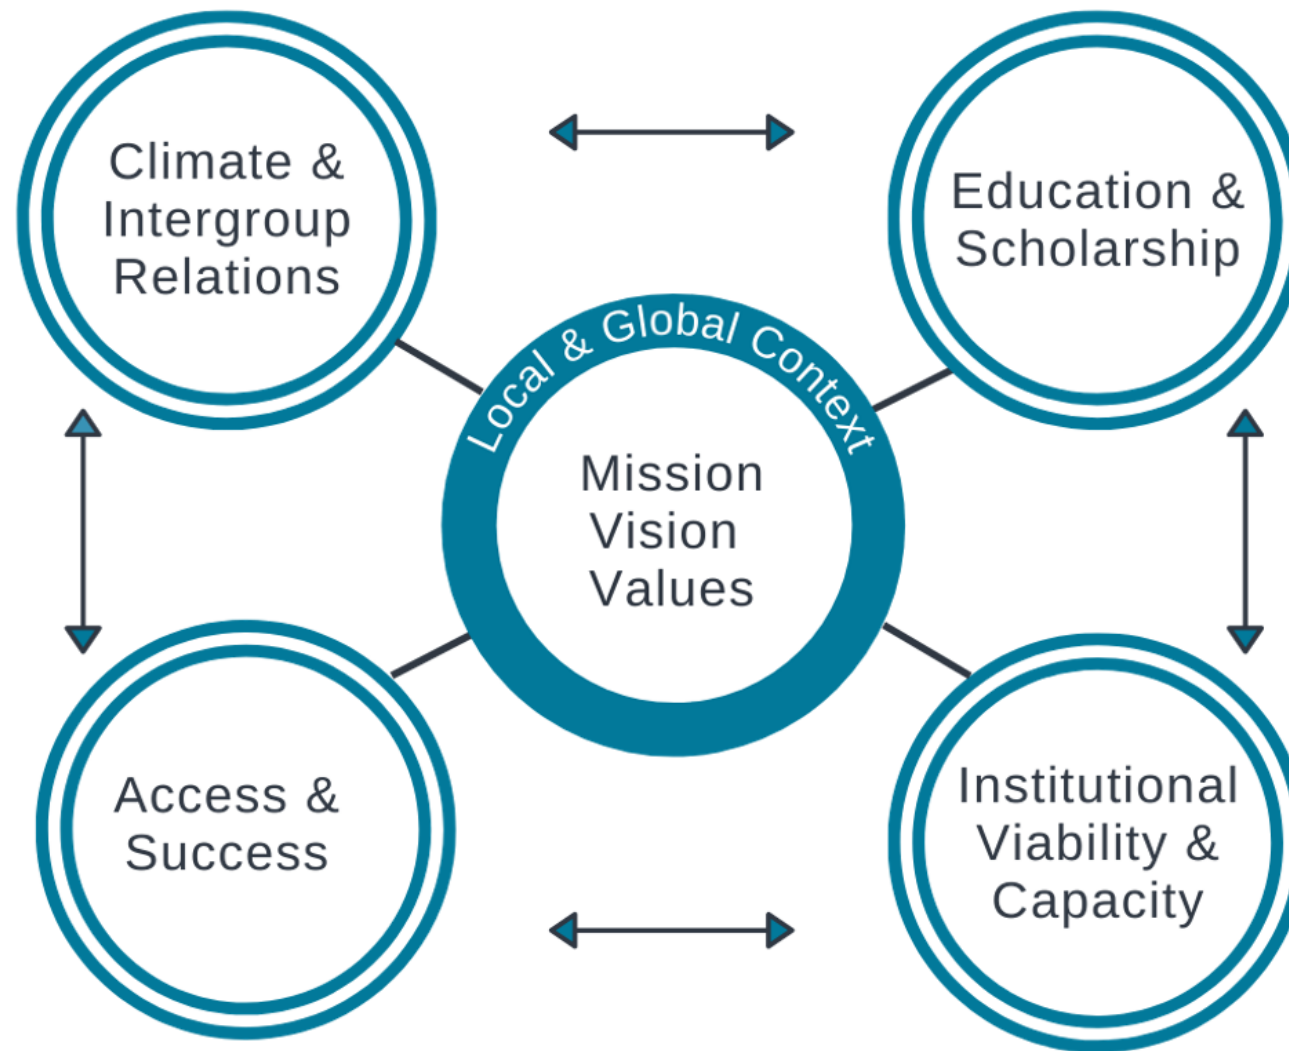 Climate &
Intergroup
Relations
Education &
Scholarship
Local & Global Context
Mission
Vision
Values
Access &
Success
Institutional
Viability &
Capacity